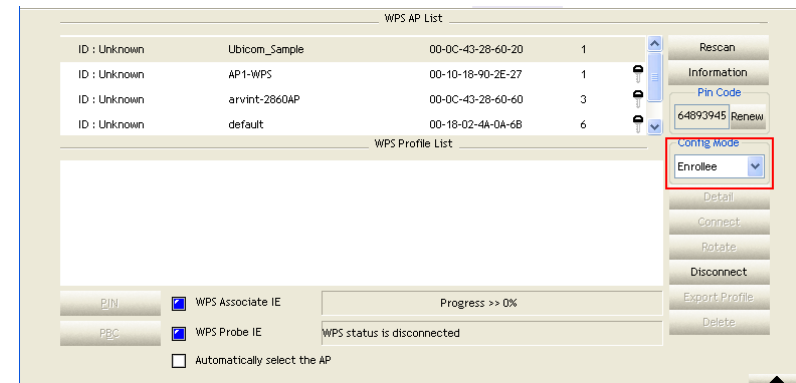 WPS AP List
ID : Unknown Ubicom_Sample 00-0C-43-28-60-20 1
ID : Unknown AP1-WPS 00-10-18-90-2E-27 1
ID : Unknown arvint-2860AP 00-0C-43-28-60-60 3
ID : Unknown default 00-18-02-4A-0A-6B 6
Rescan
Information
Pin Code
64893945 Renew
WPS Profile List
Config Mode
Enrollee
Detail
Connect
Rotate
Disconnect
Export Profile
Delete
PIN WPS Associate IE Progress >> 0%
PBC WPS Probe IE WPS status is disconnected
Automatically select the AP